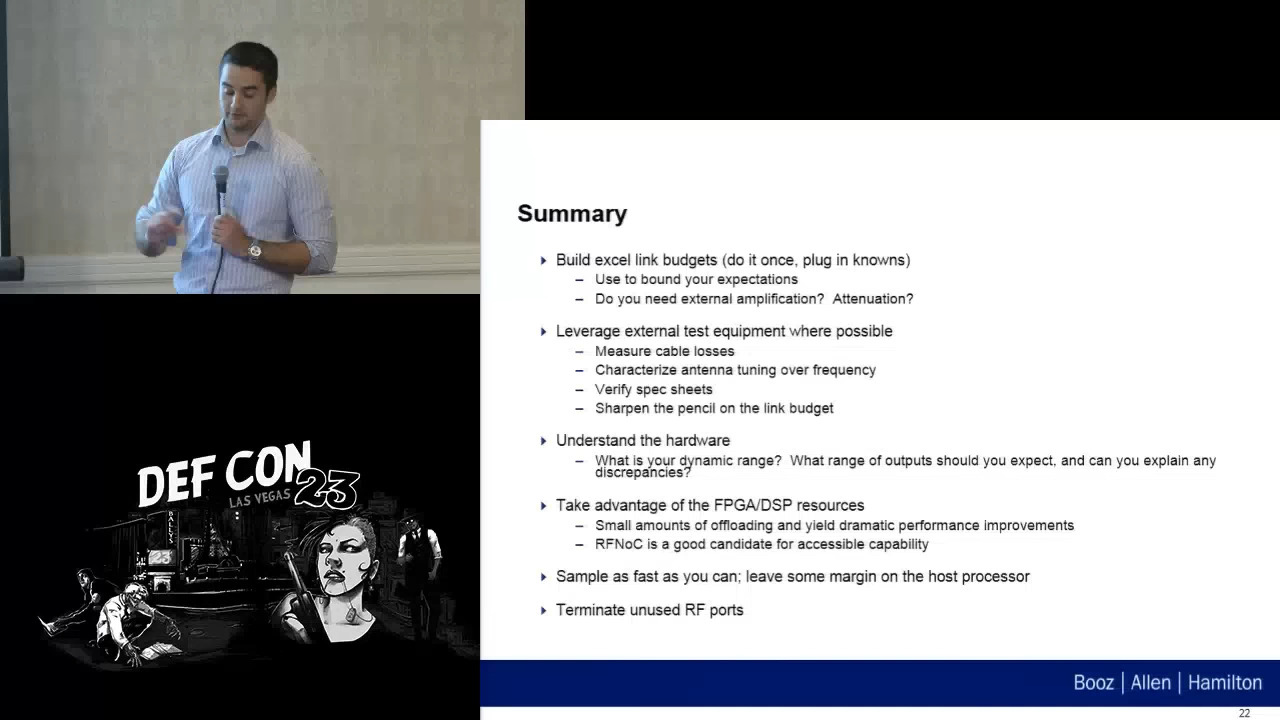 Summary
Build excel link budgets (do it once, plug in knowns)
– Use to bound your expectations
– Do you need external amplification? Attenuation?
Leverage external test equipment where possible
– Measure cable losses
– Characterize antenna tuning over frequency
– Verify spec sheets
– Sharpen the pencil on the link budget
Understand the hardware
– What is your dynamic range? What range of outputs should you expect, and can you explain any
discrepancies?
Take advantage of the FPGA/DSP resources
– Small amounts of offloading and yield dramatic performance improvements
– RFNoC is a good candidate for accessible capability
Sample as fast as you can; leave some margin on the host processor
Terminate unused RF ports
Booz | Allen | Hamilton
22
DEF CON
LAS VEGAS 23
BALLYS